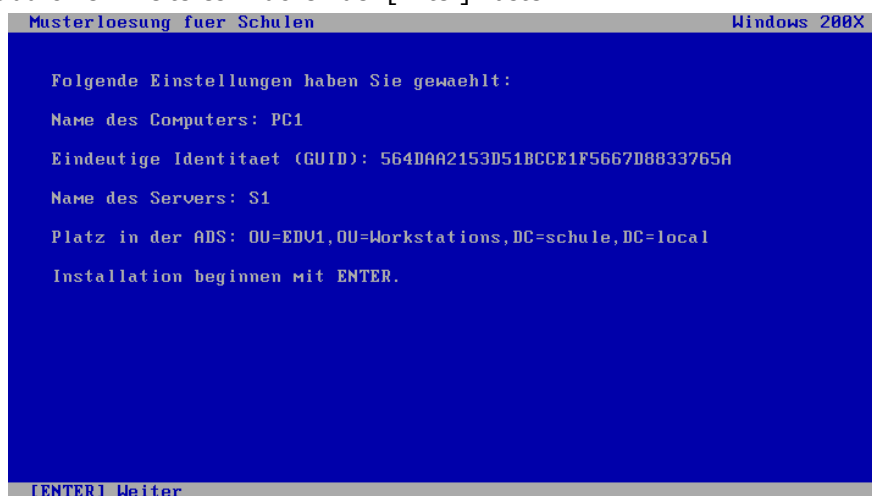 Musterloesung fuer Schulen Windows 200X
Folgende Einstellungen haben Sie gewaehlt:
Name des Computers: PC1
Eindeutige Identitaet (GUID): 564DAA2153D51BCCE1F5667D8833765A
Name des Servers: S1
Platz in der ADS: OU=EDV1,OU=Workstations,DC=schule,DC=local
Installation beginnen mit ENTER.
[ENTER] Weiter